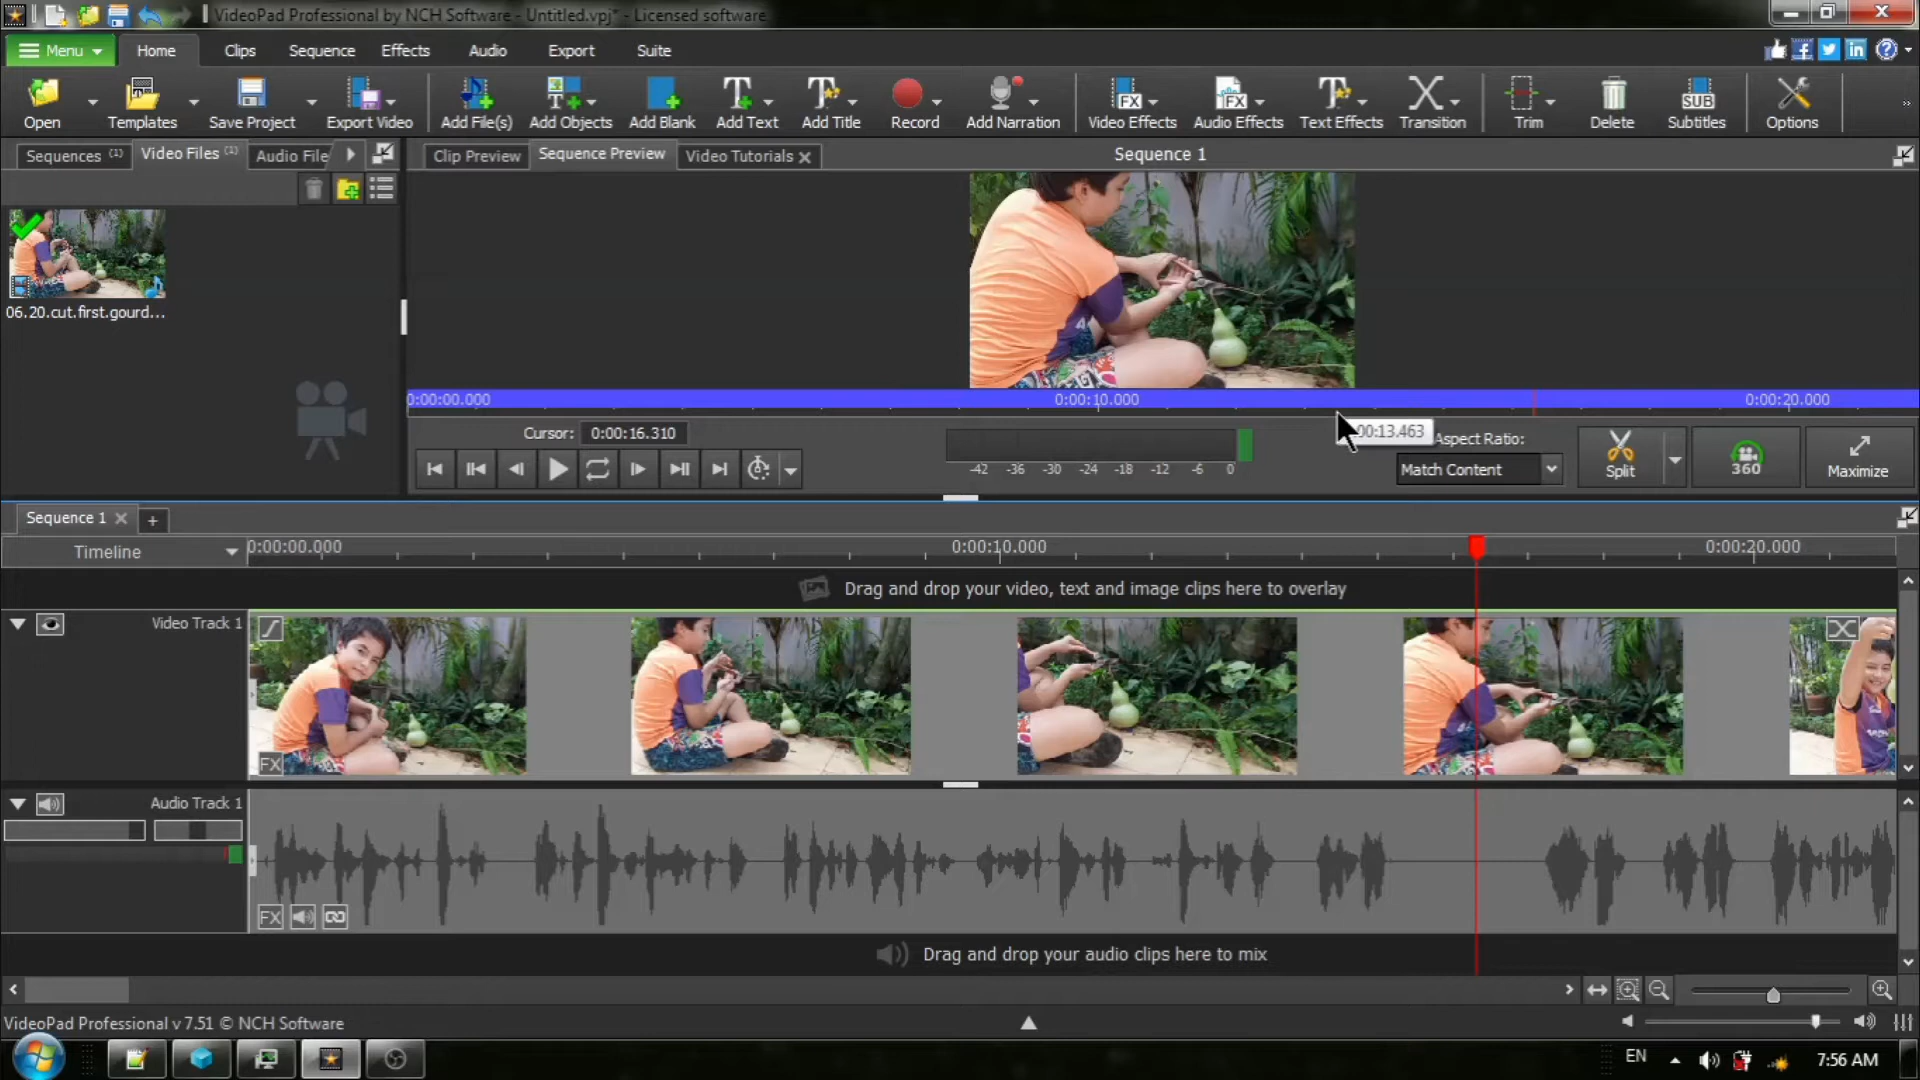 VideoPad Professional by NCH Software - Untitled.vpj* - Licensed software
Menu Home Clips Sequence Effects Audio Export Suite
Open Templates Save Project Export Video Add File(s) Add Objects Add Blank Add Text Add Title Record Add Narration Video Effects Audio Effects Text Effects Transition Trim Delete Subtitles Options
Sequences (1) Video Files (1) Audio File Clip Preview Sequence Preview Video Tutorials Sequence 1
06.20.cut.first.gourd...
0:00:00.000 0:00:10.000 0:00:20.000
Cursor: 0:00:16.310
00:13.463 Aspect Ratio:
-42 -36 -30 -24 -18 -12 -6 0
Match Content
Split 360 Maximize
Sequence 1
Timeline 0:00:00.000 0:00:10.000 0:00:20.000
Drag and drop your video, text and image clips here to overlay
Video Track 1
FX
Audio Track 1
FX
Drag and drop your audio clips here to mix
VideoPad Professional v 7.51 © NCH Software
EN 7:56 AM